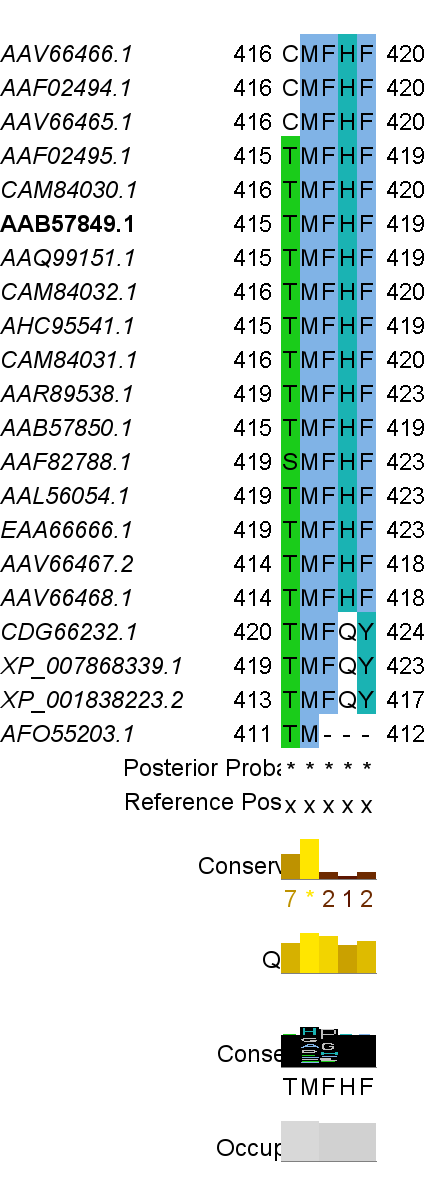 AAV66466.1 416 CMFHF 420
AAF02494.1 416 CMFHF 420
AAV66465.1 416 CMFHF 420
AAF02495.1 415 TMFHF 419
CAM84030.1 416 TMFHF 420
AAB57849.1 415 TMFHF 419
AAQ99151.1 415 TMFHF 419
CAM84032.1 416 TMFHF 420
AHC95541.1 415 TMFHF 419
CAM84031.1 416 TMFHF 420
AAR89538.1 419 TMFHF 423
AAB57850.1 415 TMFHF 419
AAF82788.1 419 SMFHF 423
AAL56054.1 419 TMFHF 423
EAA66666.1 419 TMFHF 423
AAV66467.2 414 TMFHF 418
AAV66468.1 414 TMFHF 418
CDG66232.1 420 TMFQY 424
XP_007868339.1 419 TMFQY 423
XP_001838223.2 413 TMFQY 417
AFO55203.1 411 TM--- 412
Posterior Proba * * * * *
Reference Pos x x x x x
Conserv
7 * 2 1 2
Q
Conse
TMFHF
Occup